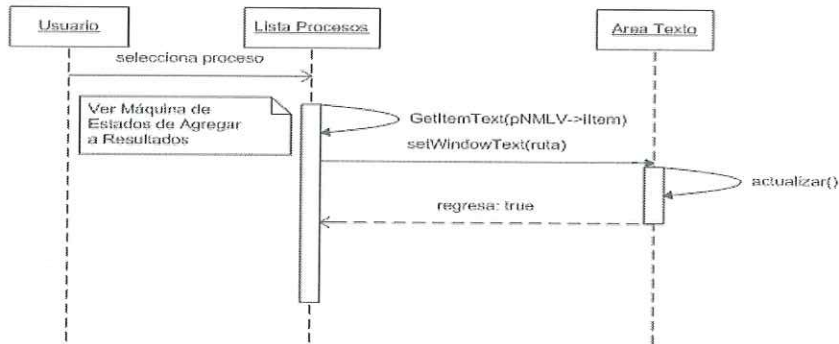 Usuario
Lista Procesos
Area Texto
selecciona proceso
Ver Máquina de
Estados de Agregar
a Resultados
GetItemText(pNMLV->iItem)
setWindowText(ruta)
actualizar()
regresa: true